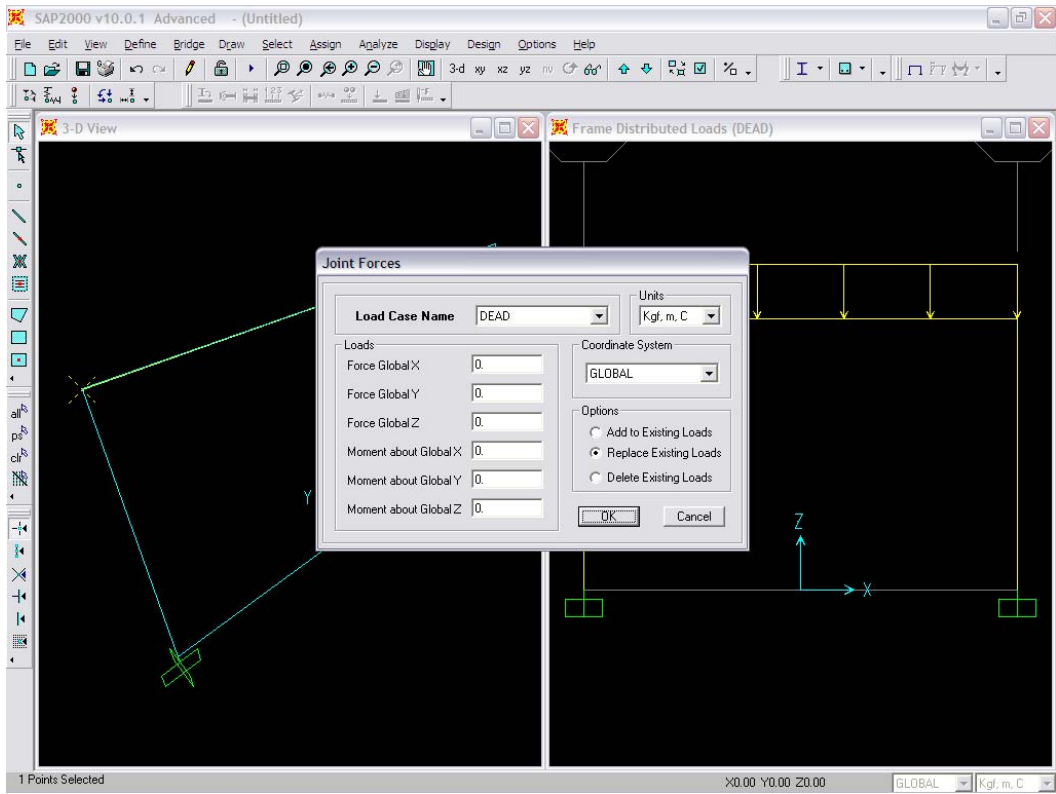 SAP2000 v10.0.1 Advanced - (Untitled)
File Edit View Define Bridge Draw Select Assign Analyze Display Design Options Help
3-d xy xz yz nv
3-D View
Frame Distributed Loads (DEAD)
Joint Forces
Load Case Name DEAD
Units
Kgf, m, C
Loads
Force Global X 0.
Force Global Y 0.
Force Global Z 0.
Moment about Global X 0.
Moment about Global Y 0.
Moment about Global Z 0.
Coordinate System
GLOBAL
Options
Add to Existing Loads
Replace Existing Loads
Delete Existing Loads
OK Cancel
all
ps
clr
Y
Z
X
1 Points Selected
X0.00 Y0.00 Z0.00
GLOBAL
Kgf, m, C